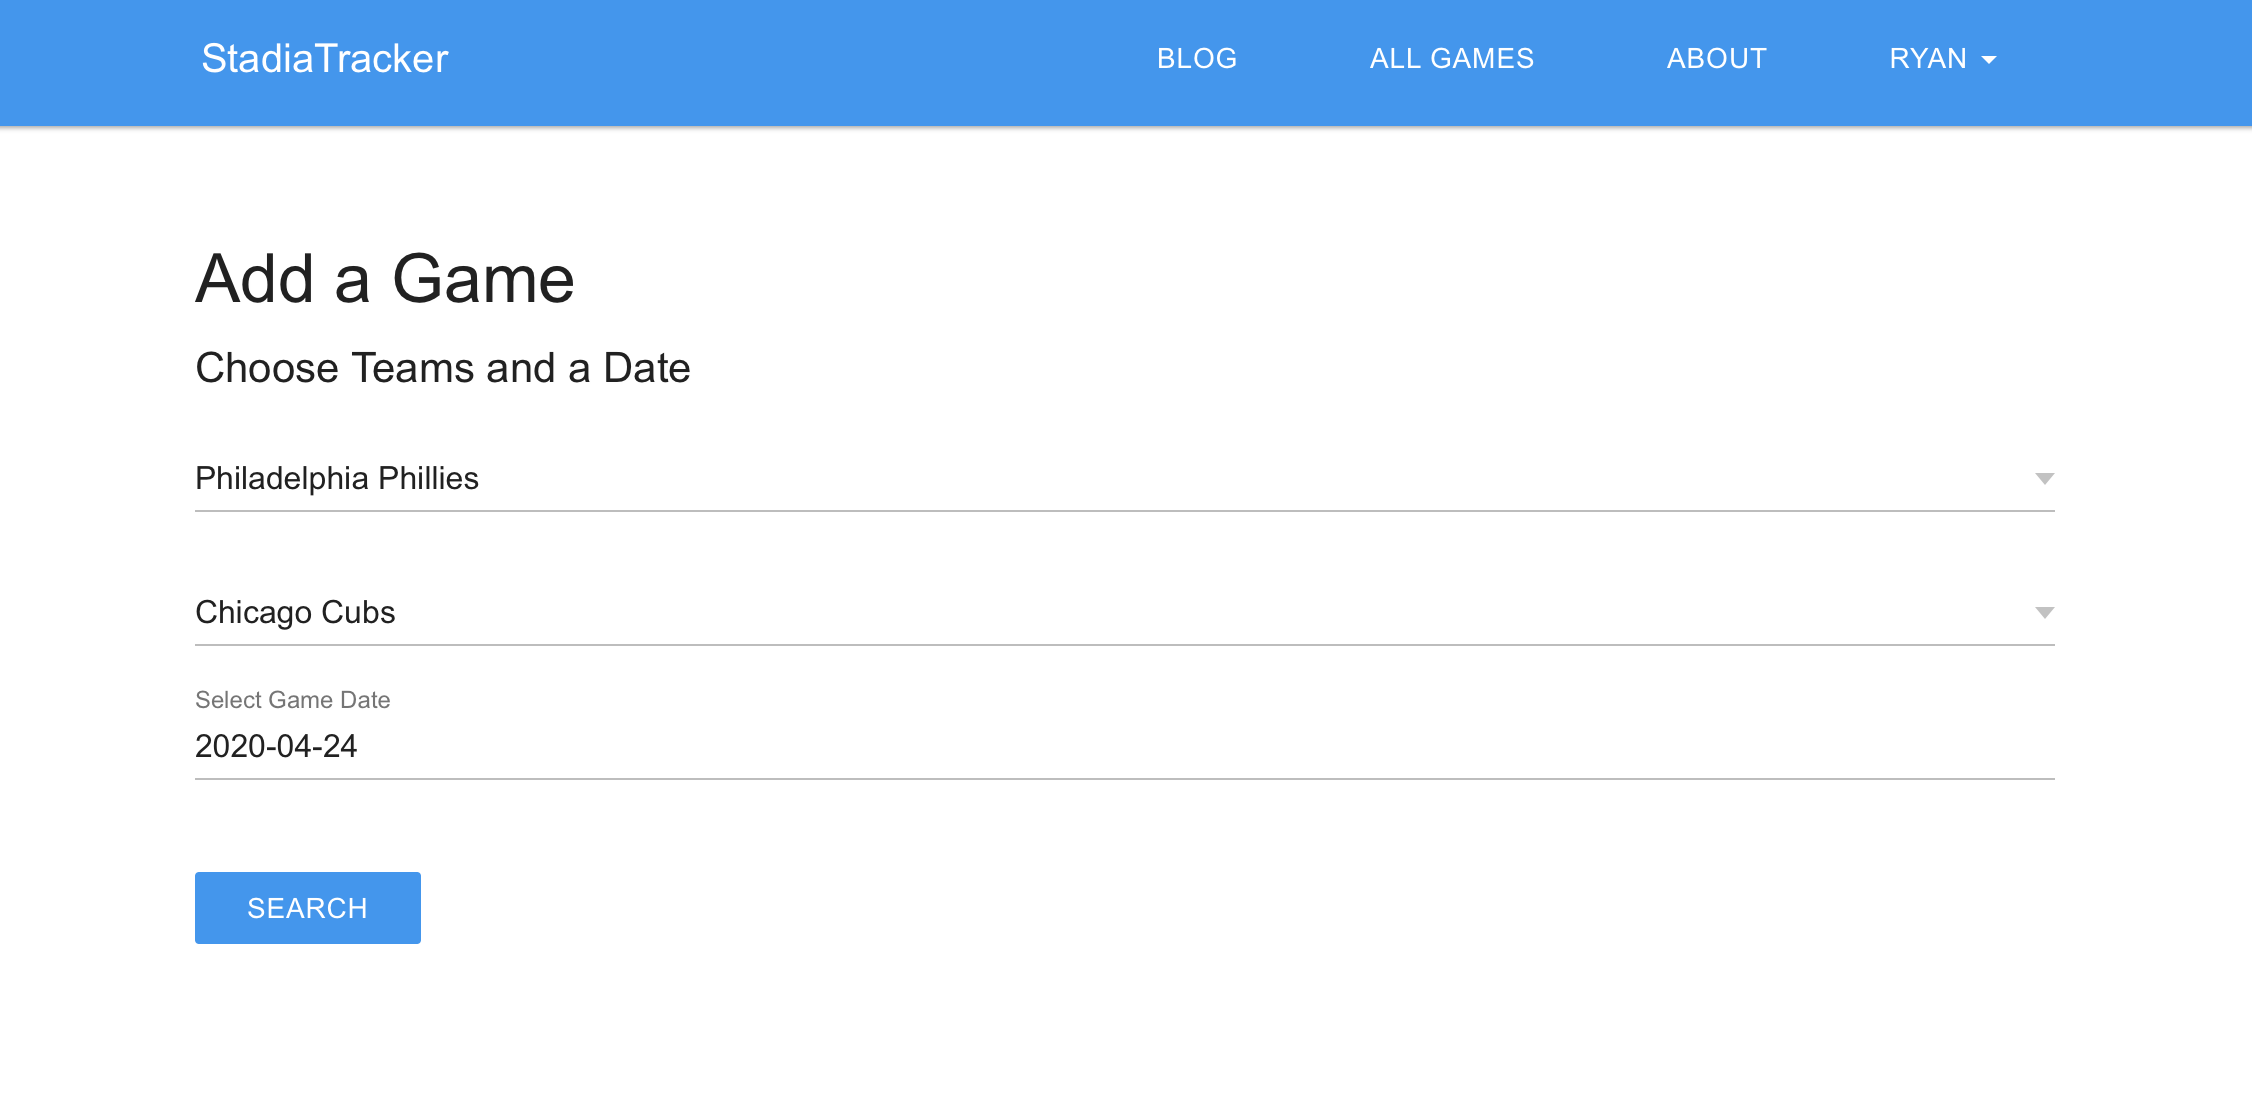 StadiaTracker BLOG ALL GAMES ABOUT RYAN
Add a Game
Choose Teams and a Date
Philadelphia Phillies
Chicago Cubs
Select Game Date
2020-04-24
SEARCH